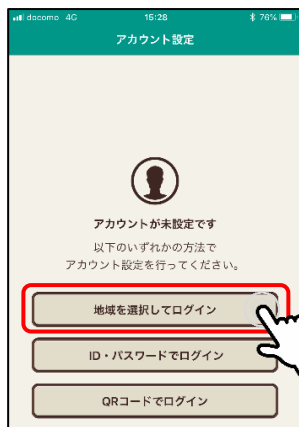 docomo 4G 15:28 76%
アカウント設定
アカウントが未設定です
以下のいずれかの方法で
アカウント設定を行ってください。
地域を選択してログイン
ID・パスワードでログイン
QRコードでログイン